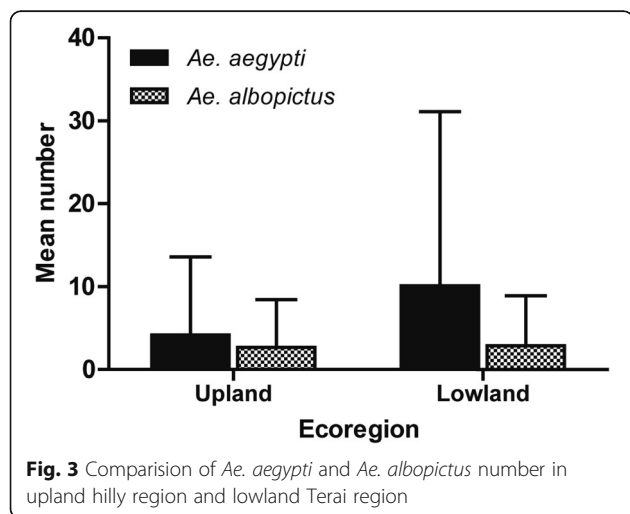 40
30
20
10
0
Mean number
Ae. aegypti
Ae. albopictus
Upland
Lowland
Ecoregion
Fig. 3 Comparision of Ae. aegypti and Ae. albopictus number in
upland hilly region and lowland Terai region